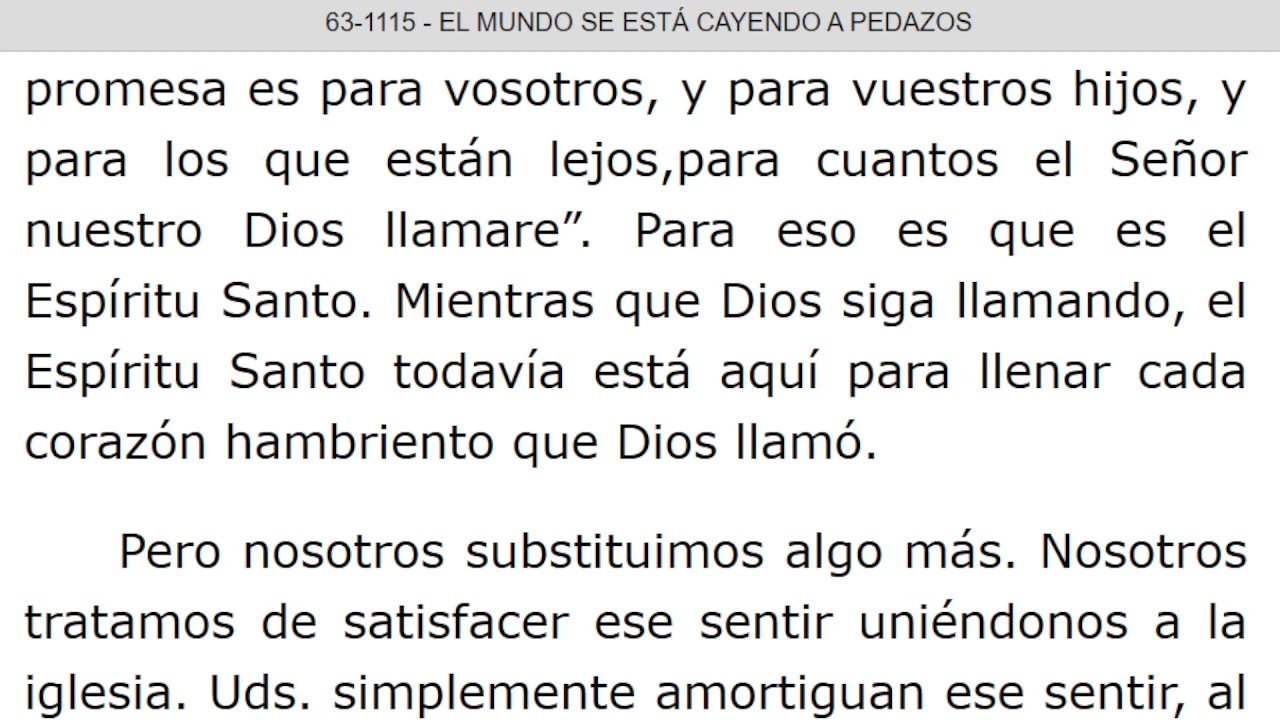 63-1115 - EL MUNDO SE ESTÁ CAYENDO A PEDAZOS
promesa es para vosotros, y para vuestros hijos, y
para los que están lejos,para cuantos el Señor
nuestro Dios llamare”. Para eso es que es el
Espíritu Santo. Mientras que Dios siga llamando, el
Espíritu Santo todavía está aquí para llenar cada
corazón hambriento que Dios llamó.
Pero nosotros substituimos algo más. Nosotros
tratamos de satisfacer ese sentir uniéndonos a la
iglesia. Uds. simplemente amortiguan ese sentir, al